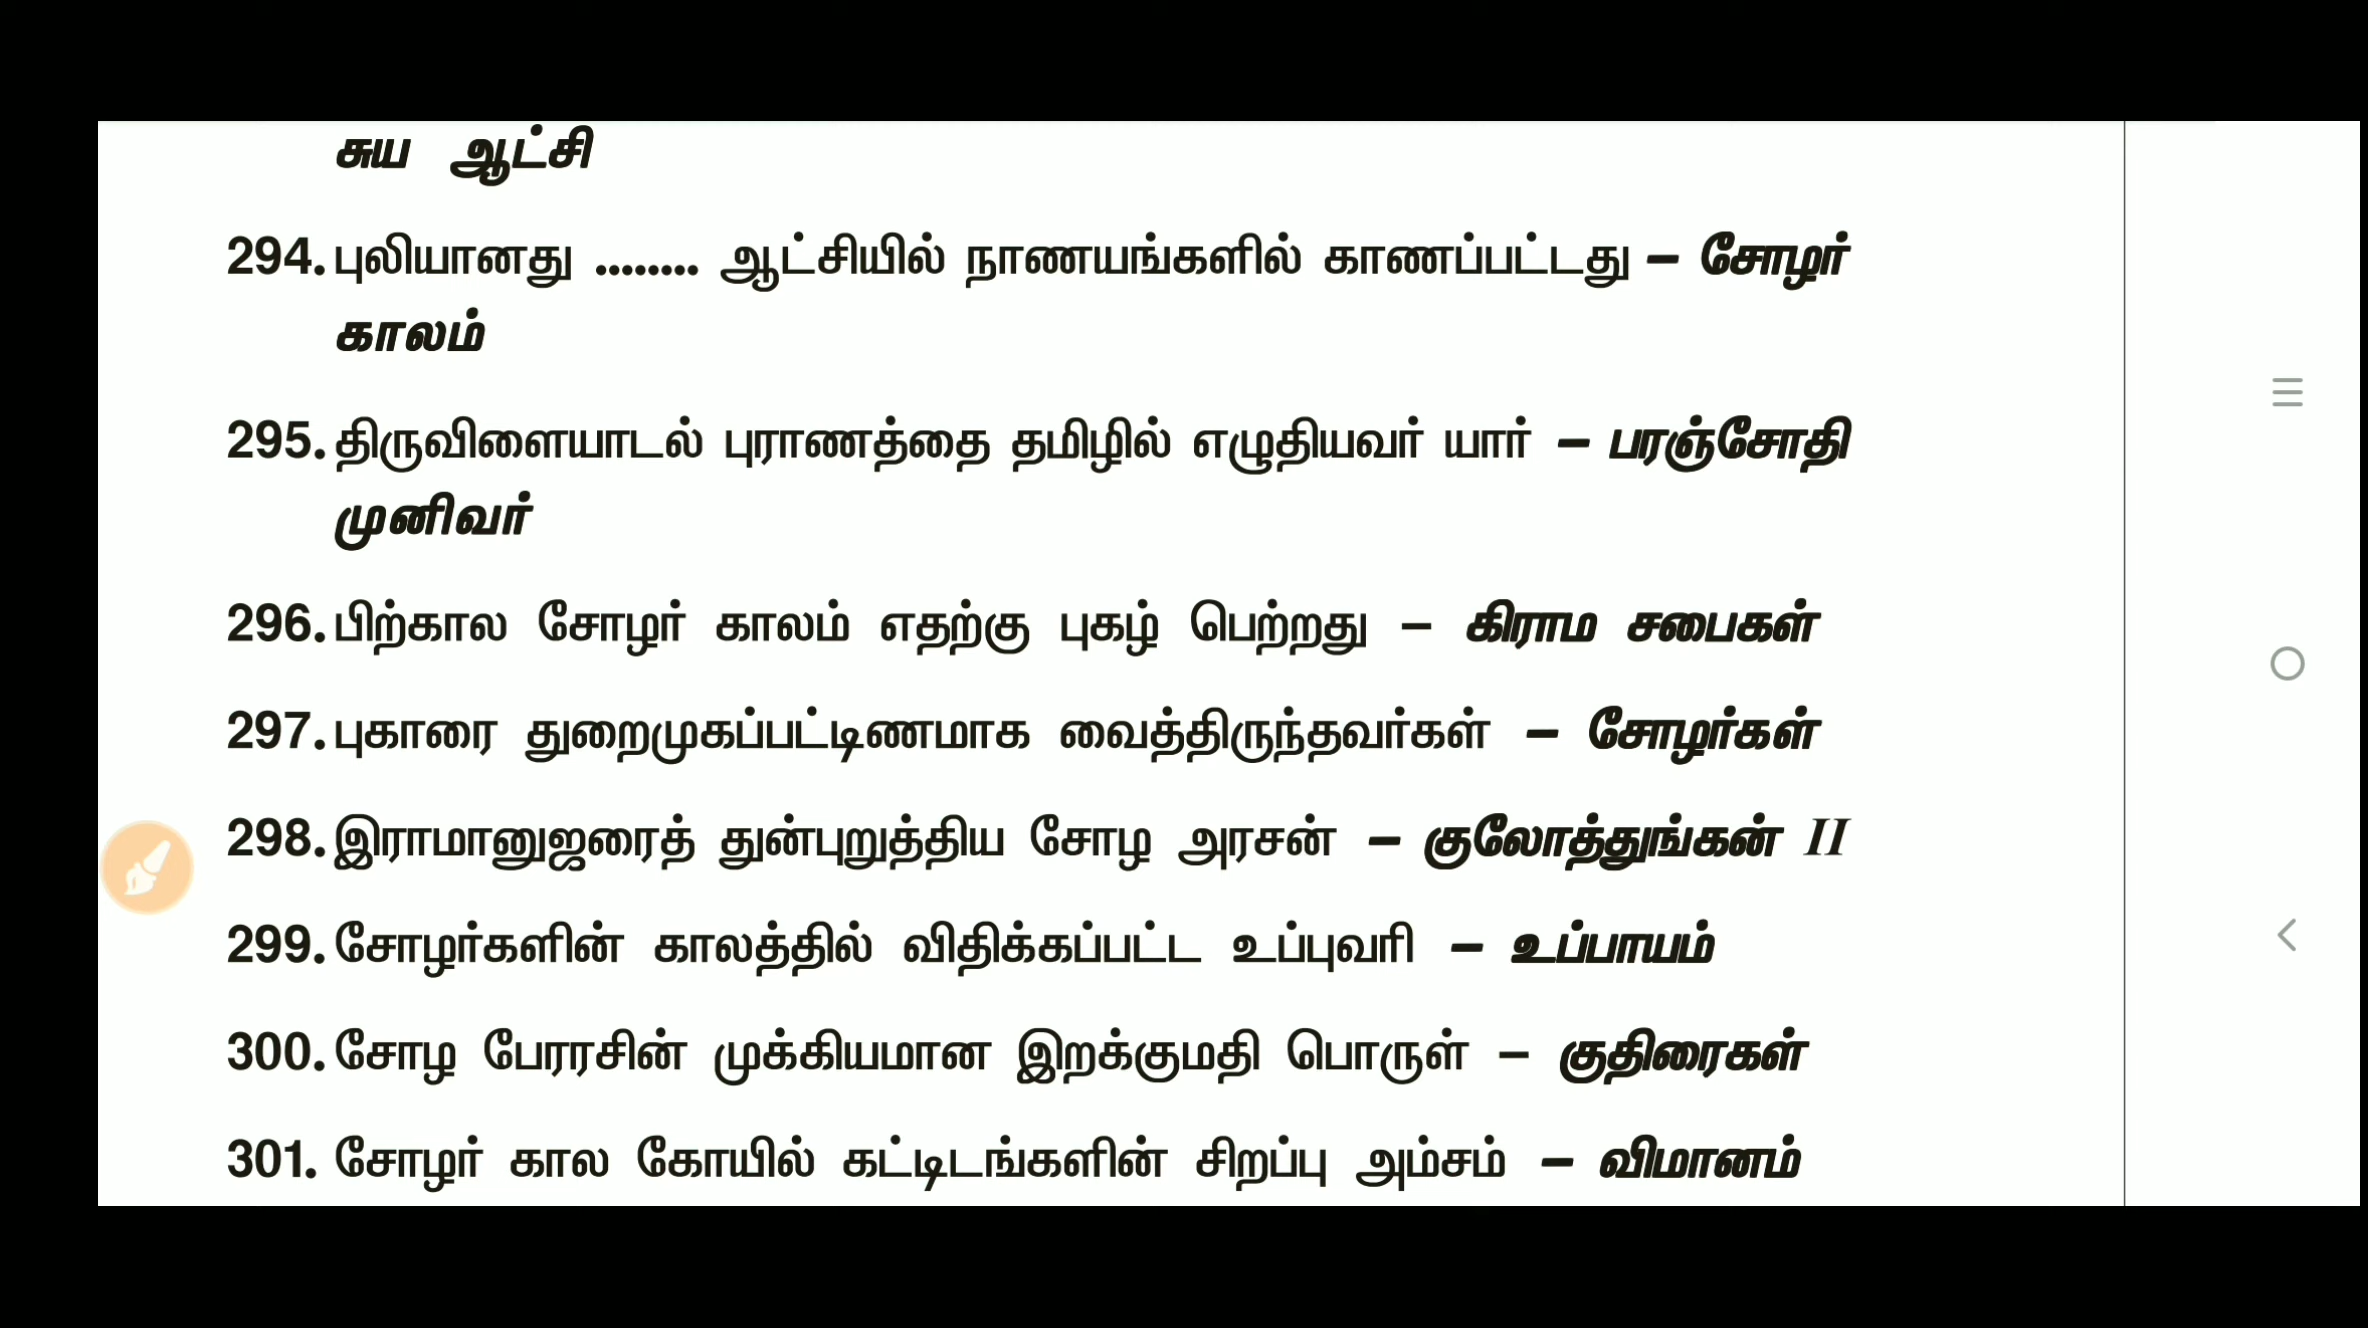 சுய ஆட்சி
294. புலியானது ........ ஆட்சியில் நாணயங்களில் காணப்பட்டது – சோழர்
காலம்
295. திருவிளையாடல் புராணத்தை தமிழில் எழுதியவர் யார் – பரஞ்சோதி
முனிவர்
296. பிற்கால சோழர் காலம் எதற்கு புகழ் பெற்றது – கிராம சபைகள்
297. புகாரை துறைமுகப்பட்டிணமாக வைத்திருந்தவர்கள் – சோழர்கள்
298. இராமானுஜரைத் துன்புறுத்திய சோழ அரசன் – குலோத்துங்கன் II
299. சோழர்களின் காலத்தில் விதிக்கப்பட்ட உப்புவரி – உப்பாயம்
300. சோழ பேரரசின் முக்கியமான இறக்குமதி பொருள் – குதிரைகள்
301. சோழர் கால கோயில் கட்டிடங்களின் சிறப்பு அம்சம் – விமானம்